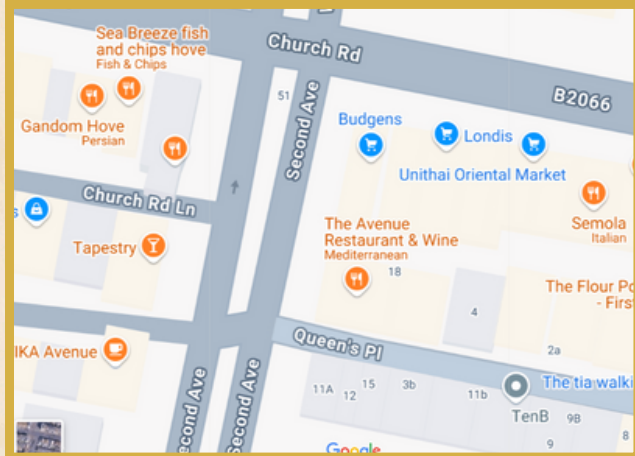 Sea Breeze fish
and chips hove
Fish & Chips
Church Rd
B2066
51
Gandom Hove
Persian
Second Ave
Budgens
Londis
Unithai Oriental Market
Church Rd Ln
s
Semola
Italian
Tapestry
The Avenue
Restaurant & Wine
Mediterranean
18
The Flour Po
- First
4
Queen's Pl
2a
IKA Avenue
econd Ave
Second Ave
11A
12
15
3b
11b
The tia walki
TenB
9B
9
8
Google